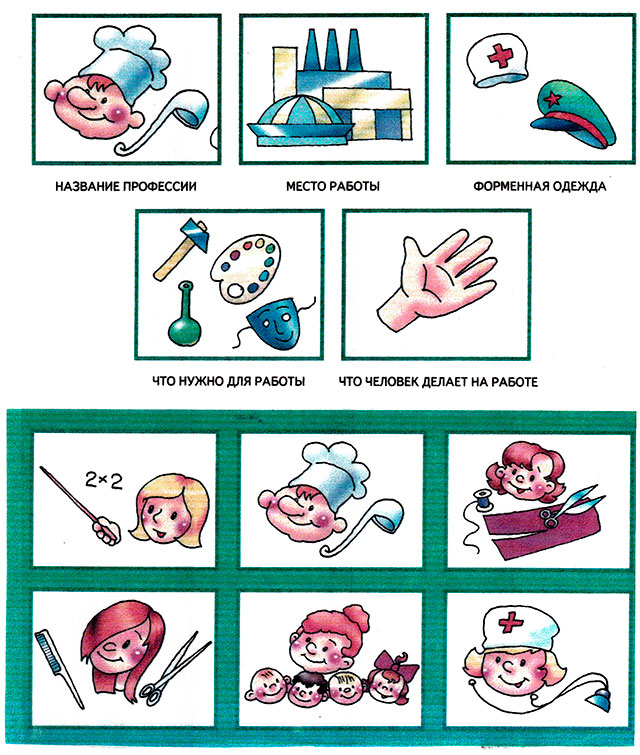 НАЗВАНИЕ ПРОФЕССИИ
МЕСТО РАБОТЫ
ФОРМЕННАЯ ОДЕЖДА
ЧТО НУЖНО ДЛЯ РАБОТЫ
ЧТО ЧЕЛОВЕК ДЕЛАЕТ НА РАБОТЕ
2×2